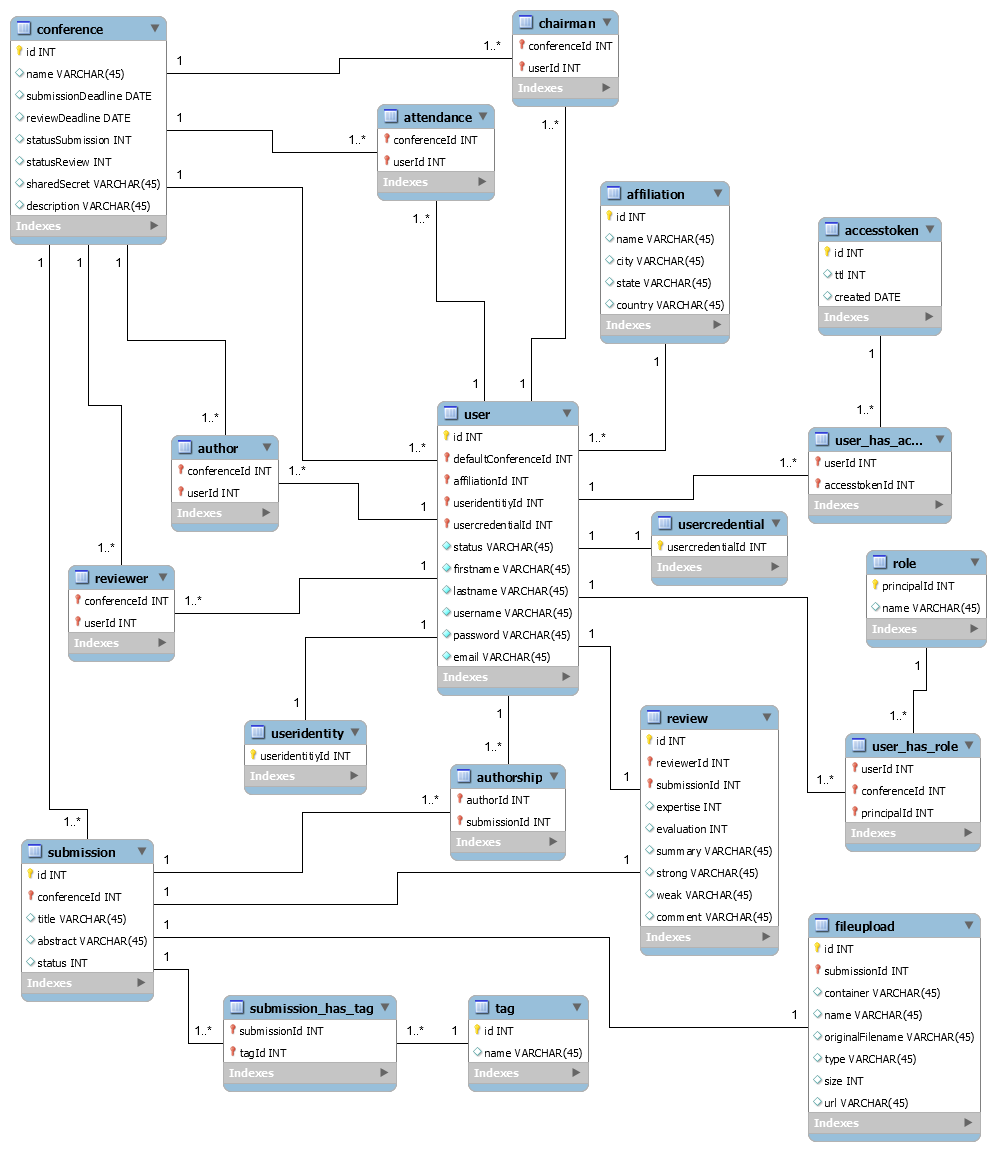 conference
id INT
name VARCHAR(45)
submissionDeadline DATE
reviewDeadline DATE
statusSubmission INT
statusReview INT
sharedSecret VARCHAR(45)
description VARCHAR(45)
Indexes
1
1..*
1
1..*
1
1
1
1
chairman
conferenceId INT
userId INT
Indexes
1..*
attendance
conferenceId INT
userId INT
Indexes
1..*
1
1
affiliation
id INT
name VARCHAR(45)
city VARCHAR(45)
state VARCHAR(45)
country VARCHAR(45)
Indexes
1
accesstoken
id INT
ttl INT
created DATE
Indexes
1
1..*
user
id INT
defaultConferenceId INT
affiliationId INT
useridentitiyId INT
usercredentialId INT
status VARCHAR(45)
firstname VARCHAR(45)
lastname VARCHAR(45)
username VARCHAR(45)
password VARCHAR(45)
email VARCHAR(45)
Indexes
1..*
1..*
1
1..*
1
1
1
1
user_has_ac...
userId INT
accesstokenId INT
Indexes
1..*
author
conferenceId INT
userId INT
Indexes
1..*
1
usercredential
usercredentialId INT
Indexes
1..*
reviewer
conferenceId INT
userId INT
Indexes
1..*
1
1
role
principalId INT
name VARCHAR(45)
Indexes
1
1..*
1
useridentity
useridentitiyId INT
Indexes
1
1..*
authorship
authorId INT
submissionId INT
Indexes
1..*
review
id INT
reviewerId INT
submissionId INT
expertise INT
evaluation INT
summary VARCHAR(45)
strong VARCHAR(45)
weak VARCHAR(45)
comment VARCHAR(45)
Indexes
1
1
user_has_role
userId INT
conferenceId INT
principalId INT
Indexes
1..*
1..*
submission
id INT
conferenceId INT
title VARCHAR(45)
abstract VARCHAR(45)
status INT
Indexes
1
1
1
1
1..*
submission_has_tag
submissionId INT
tagId INT
Indexes
1..*
1
tag
id INT
name VARCHAR(45)
Indexes
1
fileupload
id INT
submissionId INT
container VARCHAR(45)
name VARCHAR(45)
originalFilename VARCHAR(45)
type VARCHAR(45)
size INT
url VARCHAR(45)
Indexes